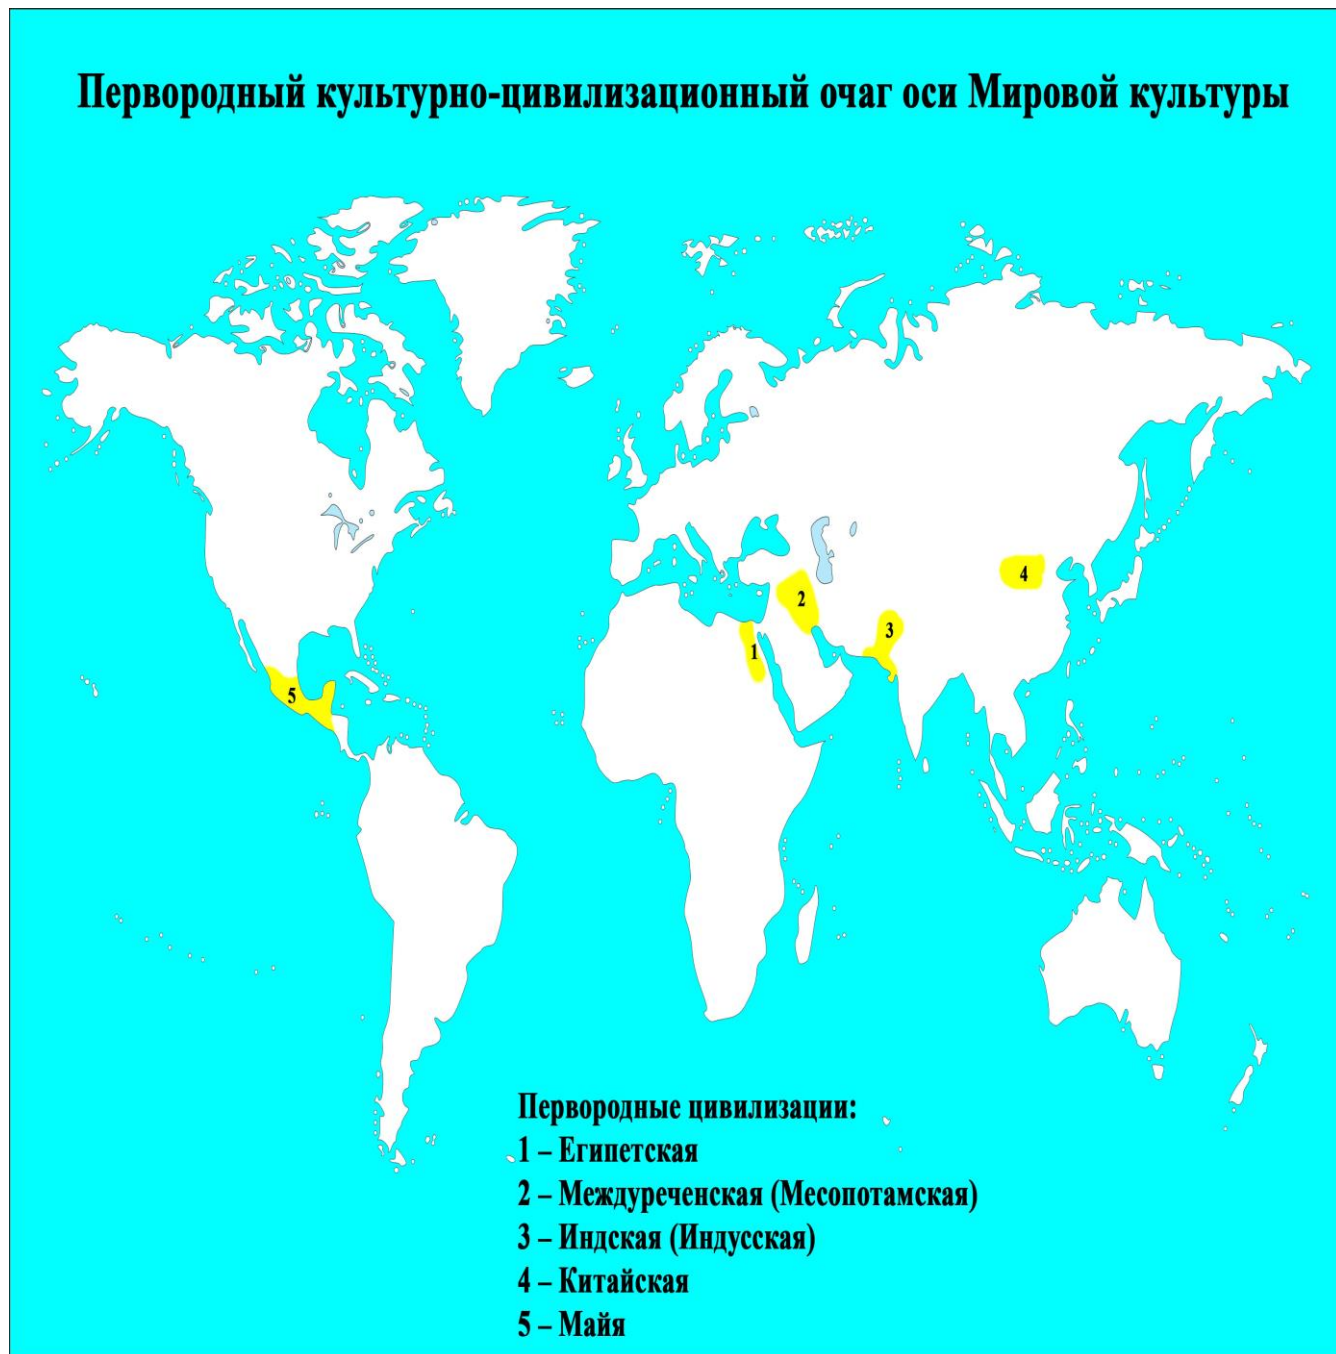 Первородный культурно-цивилизационный очаг оси Мировой культуры
4
2
3
1
5
Первородные цивилизации:
1 – Египетская
2 – Междуреченская (Месопотамская)
3 – Индская (Индусская)
4 – Китайская
5 – Майя